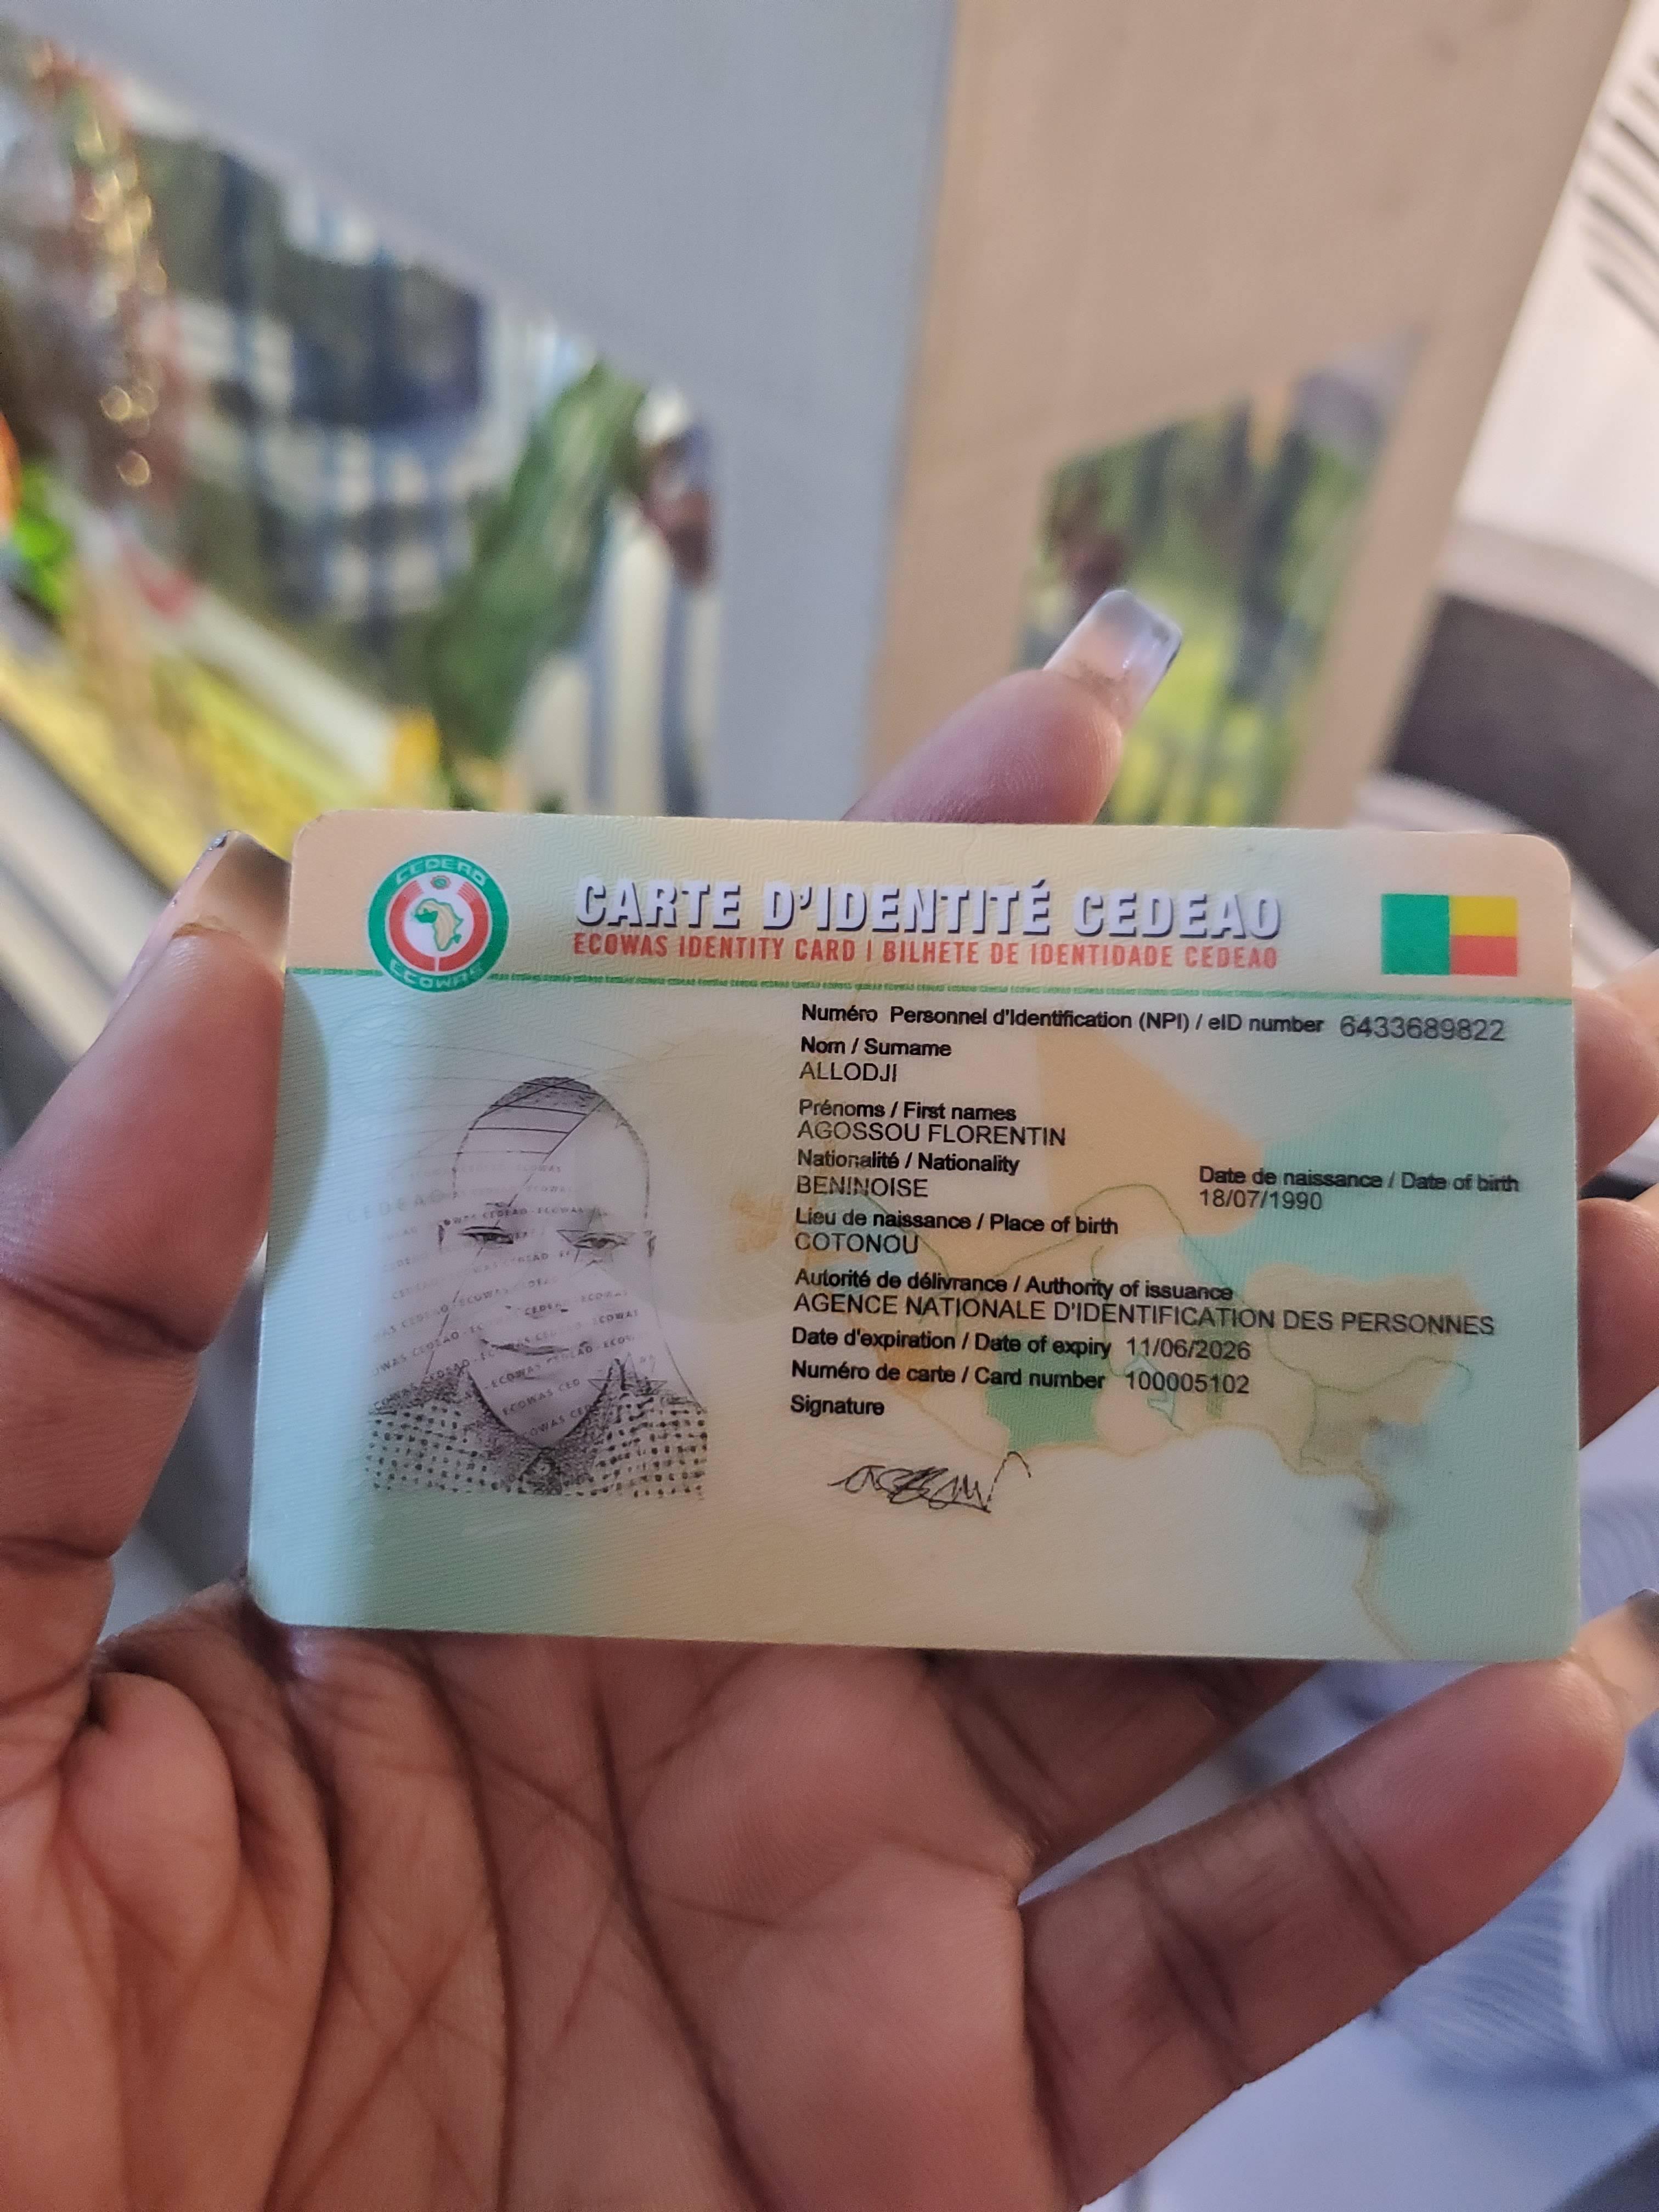 CEDEAO
ECOWAS
CARTE D'IDENTITÉ CEDEAO
ECOWAS IDENTITY CARD | BILHETE DE IDENTIDADE CEDEAO
Numéro Personnel d'Identification (NPI) / eID number 6433689822
Nom / Surname
ALLODJI
Prénoms / First names
AGOSSOU FLORENTIN
Nationalité / Nationality
BENINOISE
Date de naissance / Date of birth
18/07/1990
Lieu de naissance / Place of birth
COTONOU
Autorité de délivrance / Authority of issuance
AGENCE NATIONALE D'IDENTIFICATION DES PERSONNES
Date d'expiration / Date of expiry 11/06/2026
Numéro de carte / Card number 100005102
Signature